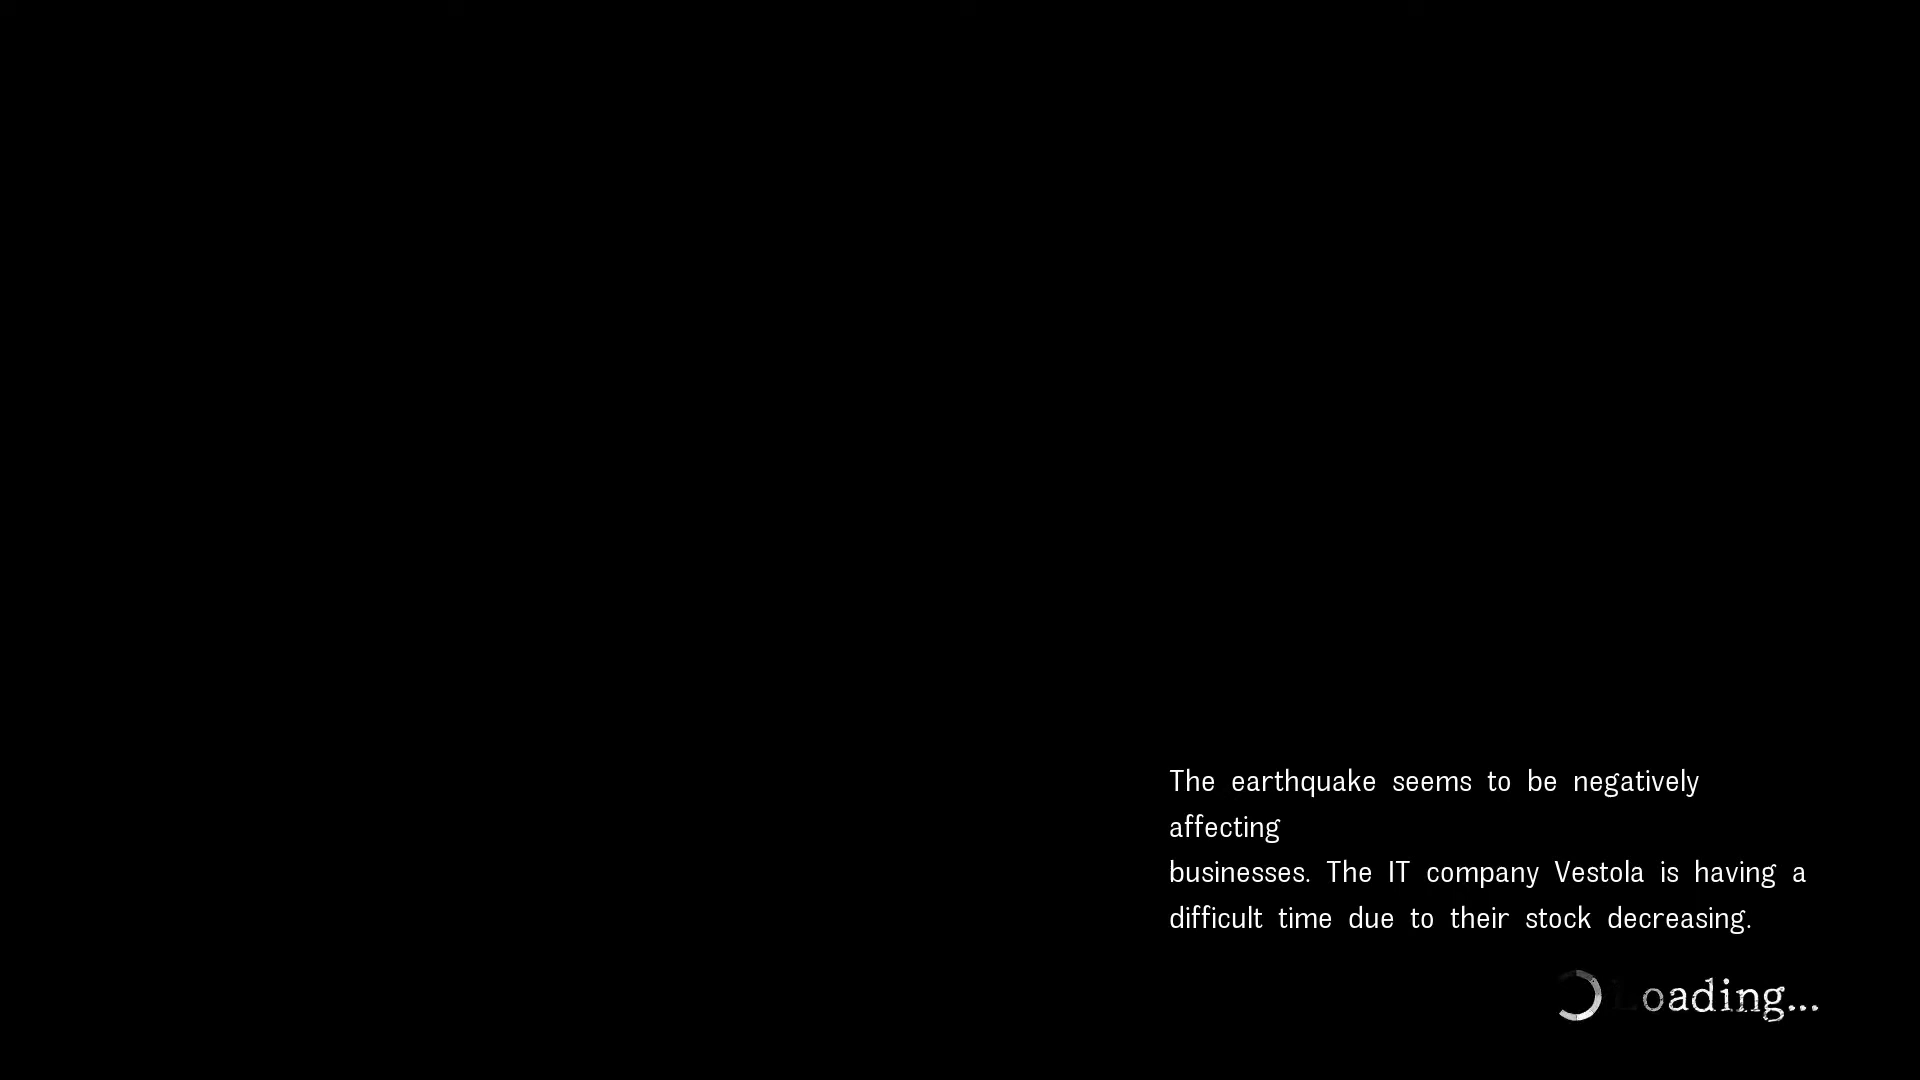 The earthquake seems to be negatively
affecting
businesses. The IT company Vestola is having a
difficult time due to their stock decreasing.
Loading...